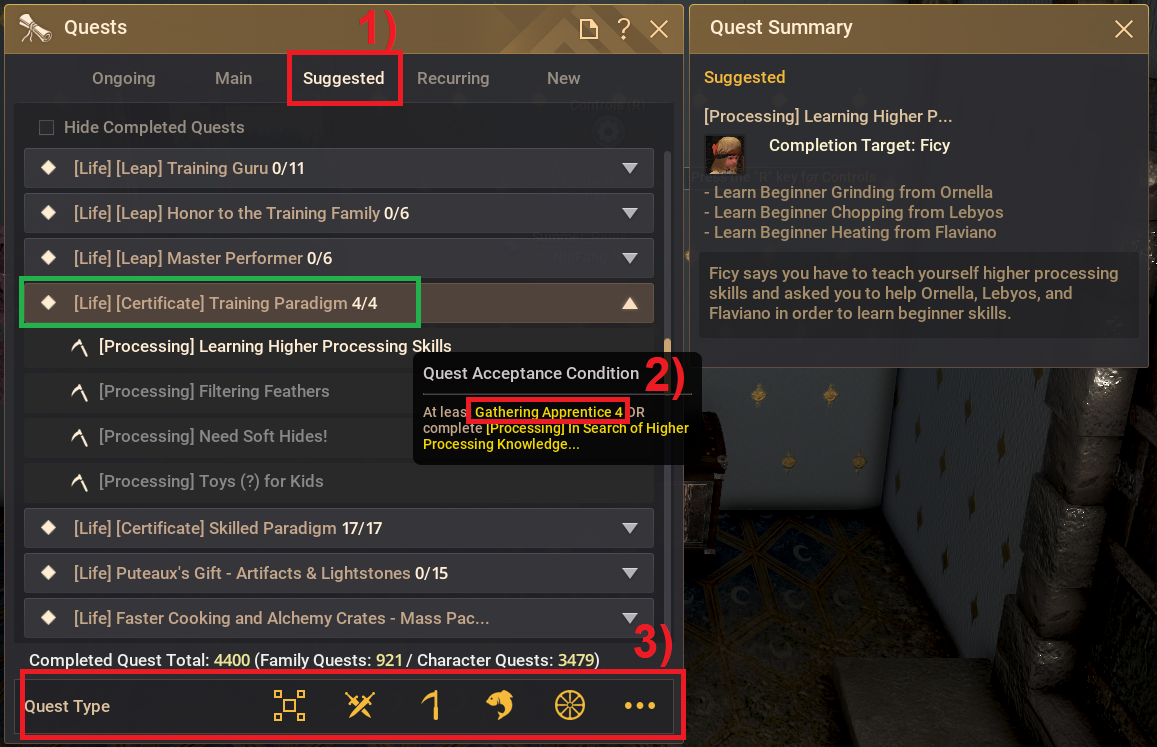 1)
Quests
?
Ongoing
Main
Suggested
Recurring
New
Hide Completed Quests
[Life] [Leap] Training Guru 0/11
[Life] [Leap] Honor to the Training Family 0/6
[Life] [Leap] Master Performer 0/6
[Life] [Certificate] Training Paradigm 4/4
[Processing] Learning Higher Processing Skills
[Processing] Filtering Feathers
[Processing] Need Soft Hides!
[Processing] Toys (?) for Kids
2)
Quest Acceptance Condition
At leas Gathering Apprentice 4 OR
complete [Processing] In Search of Higher
Processing Knowledge...
[Life] [Certificate] Skilled Paradigm 17/17
[Life] Puteaux's Gift - Artifacts & Lightstones 0/15
[Life] Faster Cooking and Alchemy Crates - Mass Pac...
3)
Completed Quest Total: 4400 (Family Quests: 921 / Character Quests: 3479)
Quest Type
Quest Summary
Suggested
[Processing] Learning Higher P...
Completion Target: Ficy
- Learn Beginner Grinding from Ornella
- Learn Beginner Chopping from Lebyos
- Learn Beginner Heating from Flaviano
Ficy says you have to teach yourself higher processing
skills and asked you to help Ornella, Lebyos, and
Flaviano in order to learn beginner skills.